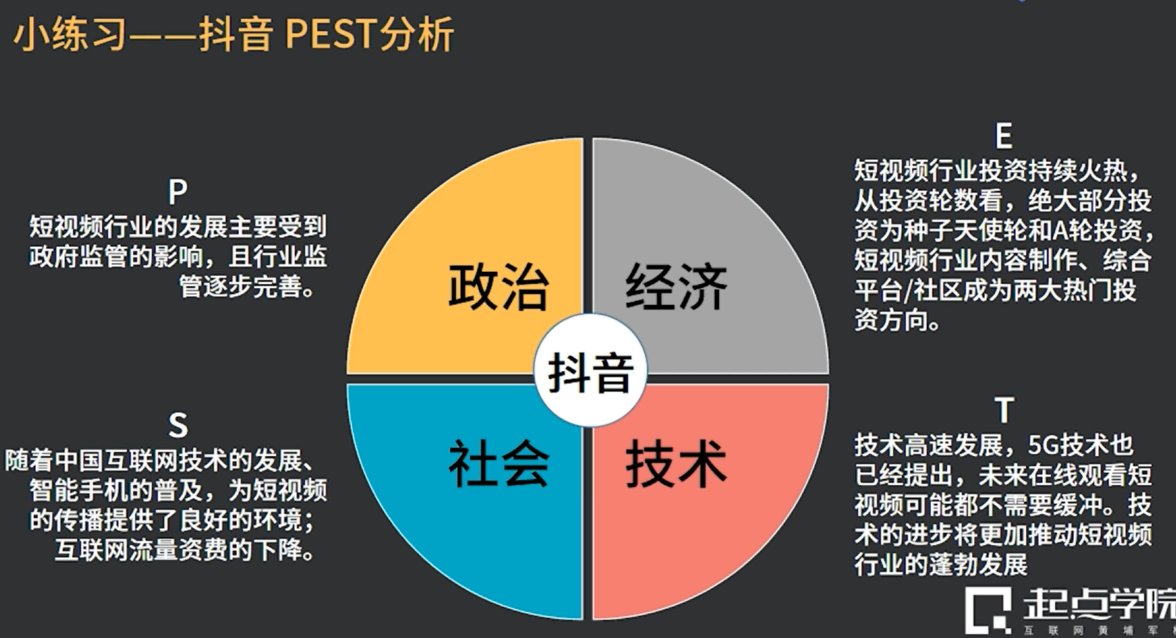 小练习——抖音 PEST分析
P
短视频行业的发展主要受到
政府监管的影响，且行业监
管逐步完善。
E
短视频行业投资持续火热，
从投资轮数看，绝大部分投
资为种子天使轮和A轮投资，
短视频行业内容制作、综合
平台/社区成为两大热门投
资方向。
政治
经济
抖音
社会
技术
S
随着中国互联网技术的发展、
智能手机的普及，为短视频
的传播提供了良好的环境；
互联网流量资费的下降。
T
技术高速发展，5G技术也
已经提出，未来在线观看短
视频可能都不需要缓冲。技
术的进步将更加推动短视频
行业的蓬勃发展
起点学院
互联网黄埔军